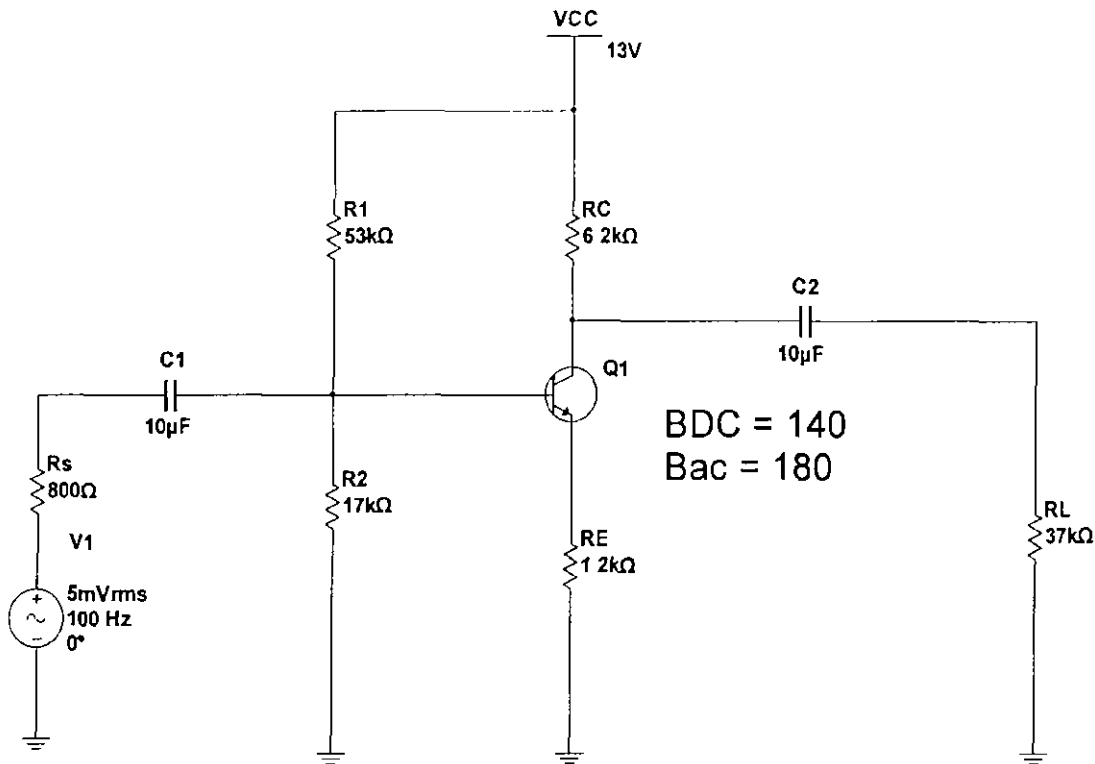 VCC
13V
R1
53kΩ
RC
6 2kΩ
C2
10µF
C1
10µF
Q1
BDC = 140
Bac = 180
Rs
800Ω
R2
17kΩ
RL
37kΩ
V1
RE
1 2kΩ
5mVrms
100 Hz
0°